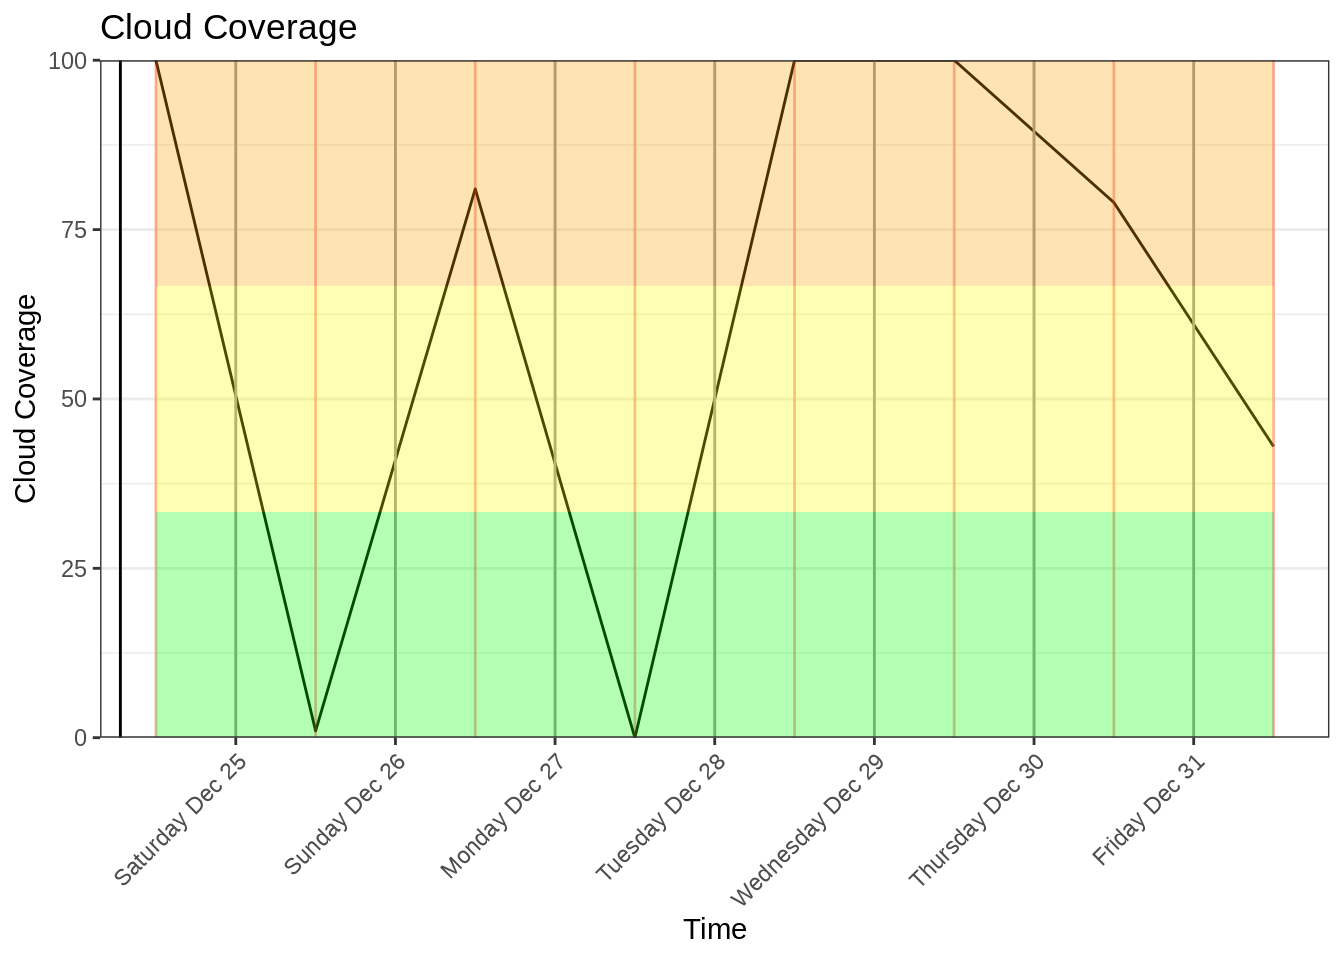 Cloud Coverage
100
75
50
25
0
Cloud Coverage
Saturday Dec 25
Sunday Dec 26
Monday Dec 27
Tuesday Dec 28
Wednesday Dec 29
Thursday Dec 30
Friday Dec 31
Time